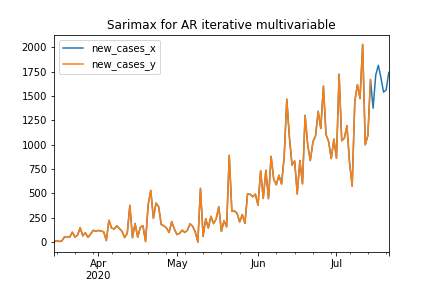 Sarimax for AR iterative multivariable
new_cases_x
new_cases_y
2000
1750
1500
1250
1000
750
500
250
0
Apr
2020
May
Jun
Jul